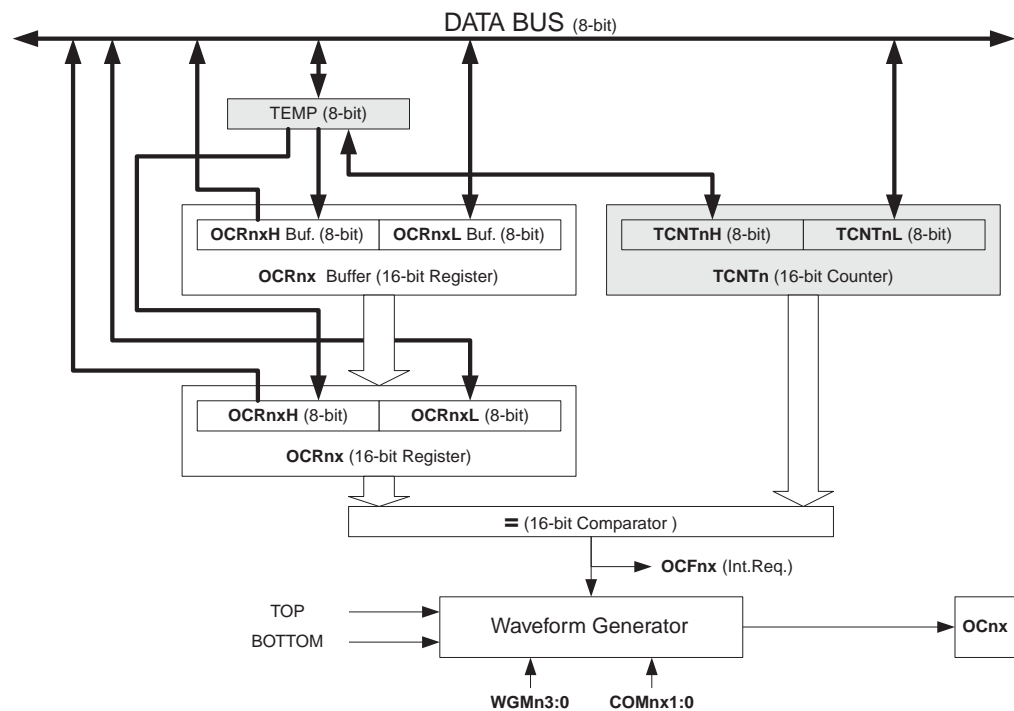 DATA BUS (8-bit)
TEMP (8-bit)
OCRnxH Buf. (8-bit) OCRnxL Buf. (8-bit)
OCRnx Buffer (16-bit Register)
TCNTnH (8-bit) TCNTnL (8-bit)
TCNTn (16-bit Counter)
OCRnxH (8-bit) OCRnxL (8-bit)
OCRnx (16-bit Register)
= (16-bit Comparator )
OCFnx (Int.Req.)
TOP
BOTTOM
Waveform Generator
OCnx
WGMn3:0 COMnx1:0